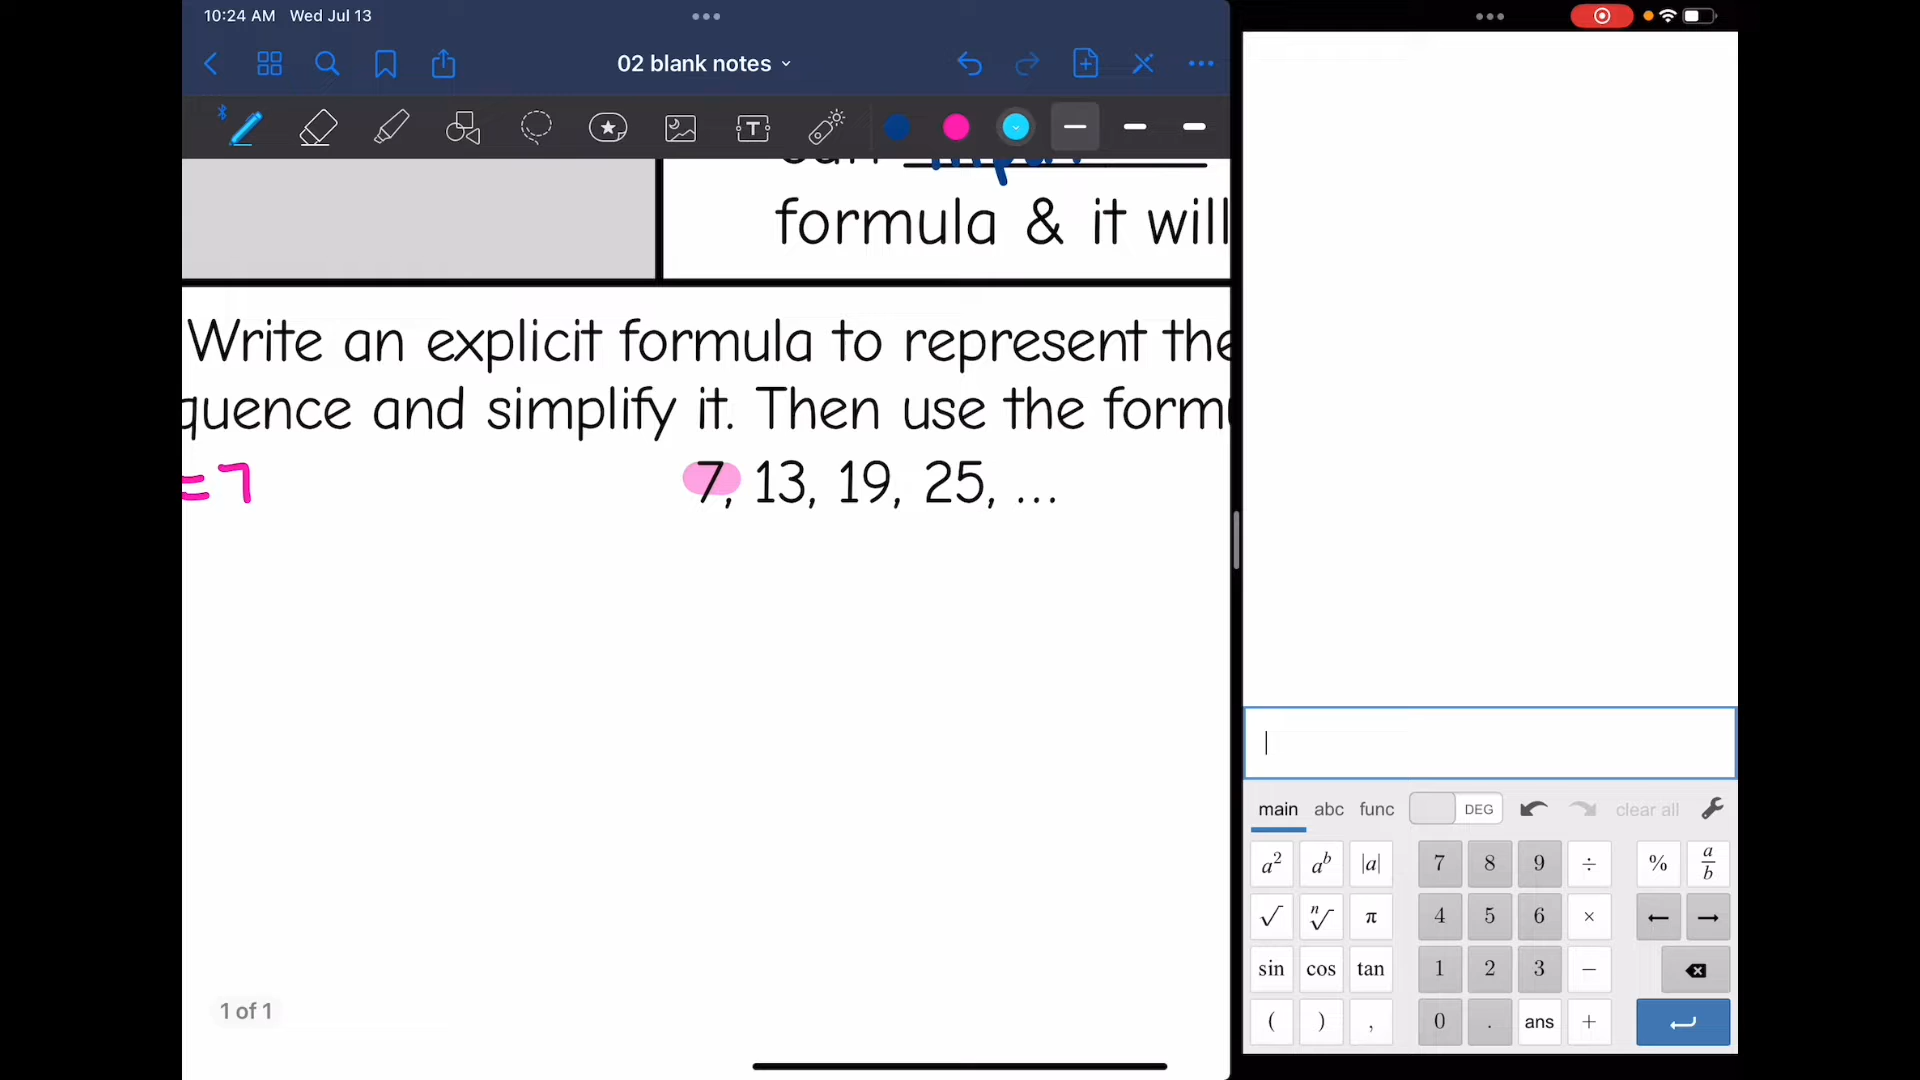 10:24 AM Wed Jul 13
02 blank notes
formula & it will
Write an explicit formula to represent the
quence and simplify it. Then use the form
=7
7, 13, 19, 25, ...
1 of 1
main abc func DEG clear all
a² aᵇ |a| 7 8 9 ÷ % a/b
√ ⁿ√ π 4 5 6 × ← →
sin cos tan 1 2 3 −
( ) , 0 . ans +